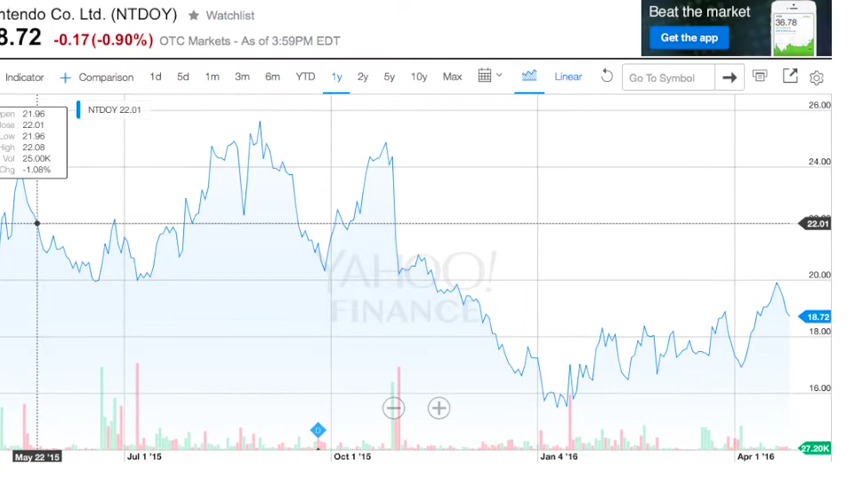 ntendo Co. Ltd. (NTDOY) ★ Watchlist
8.72 -0.17(-0.90%) OTC Markets - As of 3:59PM EDT
Beat the market
Get the app
36.78
Indicator + Comparison 1d 5d 1m 3m 6m YTD 1y 2y 5y 10y Max Linear Go To Symbol
NTDOY 22.01
pen 21.96
lose 22.01
Low 21.96
High 22.08
Vol 25.00K
Chg -1.08%
26.00
24.00
22.01
20.00
18.72
18.00
16.00
27.20K
YAHOO!
FINANCE
D
May 22 '15 Jul 1 '15 Oct 1 '15 Jan 4 '16 Apr 1 '16